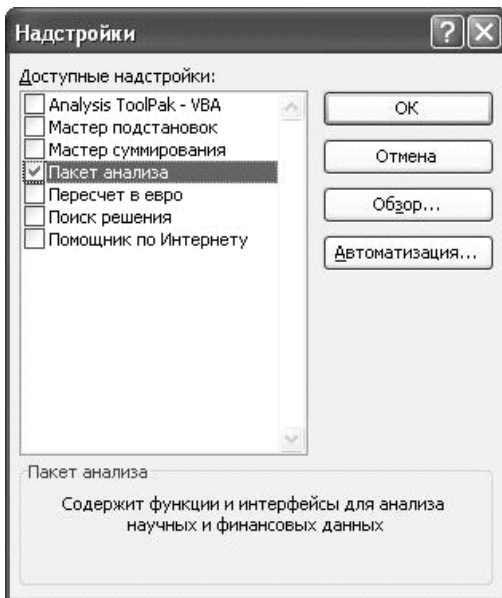 Надстройки
Доступные надстройки:
Analysis ToolPak - VBA
Мастер подстановок
Мастер суммирования
Пакет анализа
Пересчет в евро
Поиск решения
Помощник по Интернету
ОК
Отмена
Обзор...
Автоматизация...
Пакет анализа
Содержит функции и интерфейсы для анализа
научных и финансовых данных